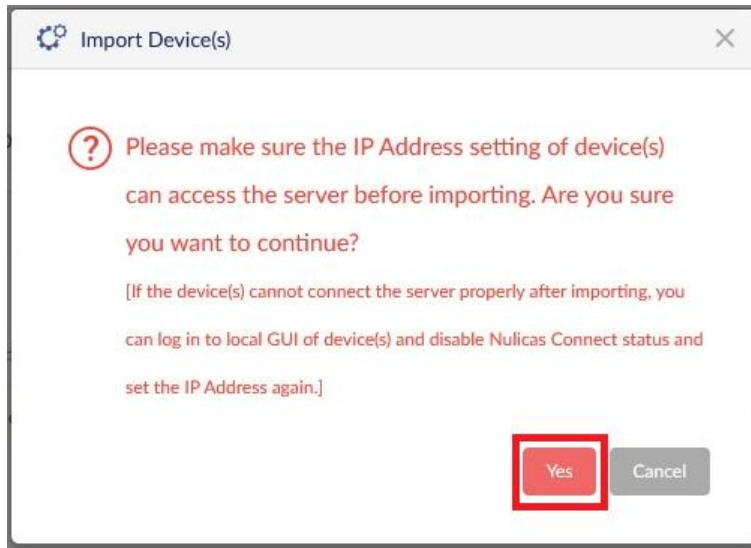 Import Device(s)
Please make sure the IP Address setting of device(s)
can access the server before importing. Are you sure
you want to continue?
[If the device(s) cannot connect the server properly after importing, you
can log in to local GUI of device(s) and disable Nulicas Connect status and
set the IP Address again.]
Yes Cancel